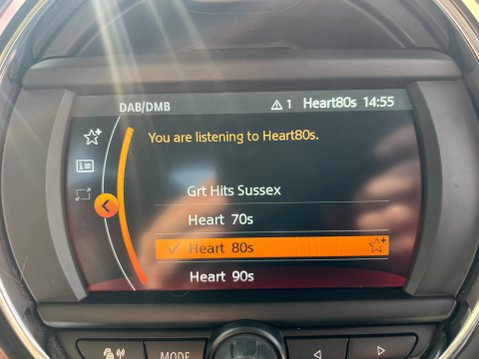 DAB/DMB 1 Heart80s 14:55
You are listening to Heart80s.
Grt Hits Sussex
Heart 70s
Heart 80s
Heart 90s
MODE